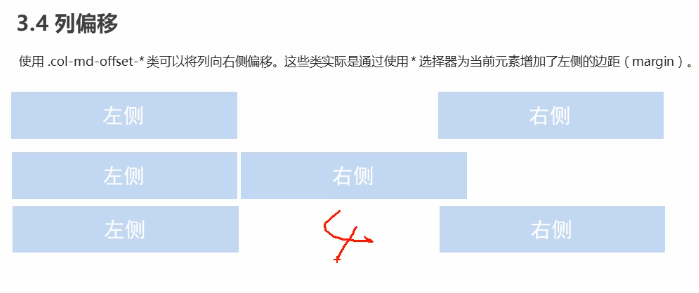 3.4 列偏移
使用 .col-md-offset-* 类可以将列向右侧偏移。这些类实际是通过使用 * 选择器为当前元素增加了左侧的边距（margin）。
左侧 右侧
左侧 右侧
左侧 4 右侧